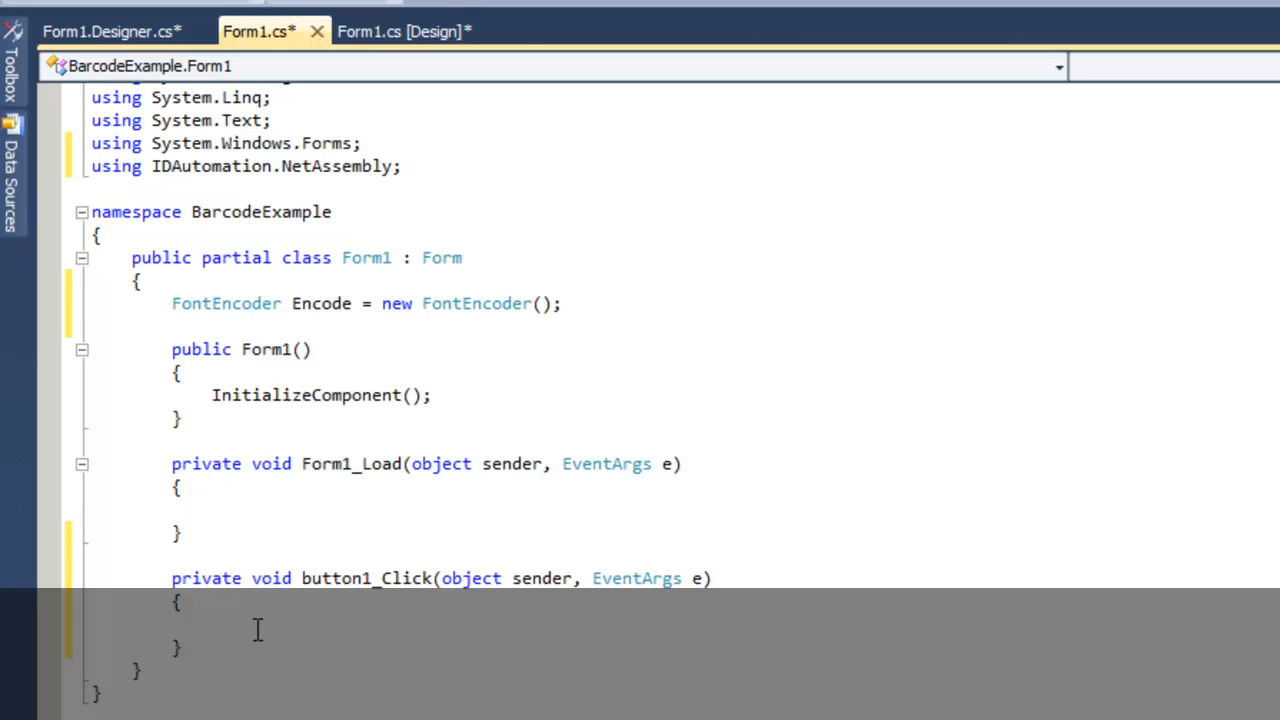 Form1.Designer.cs* Form1.cs* Form1.cs [Design]*
Toolbox
Data Sources
BarcodeExample.Form1
using System.Linq;
using System.Text;
using System.Windows.Forms;
using IDAutomation.NetAssembly;
namespace BarcodeExample
{
public partial class Form1 : Form
{
FontEncoder Encode = new FontEncoder();
public Form1()
{
InitializeComponent();
}
private void Form1_Load(object sender, EventArgs e)
{
}
private void button1_Click(object sender, EventArgs e)
{
}
}
}